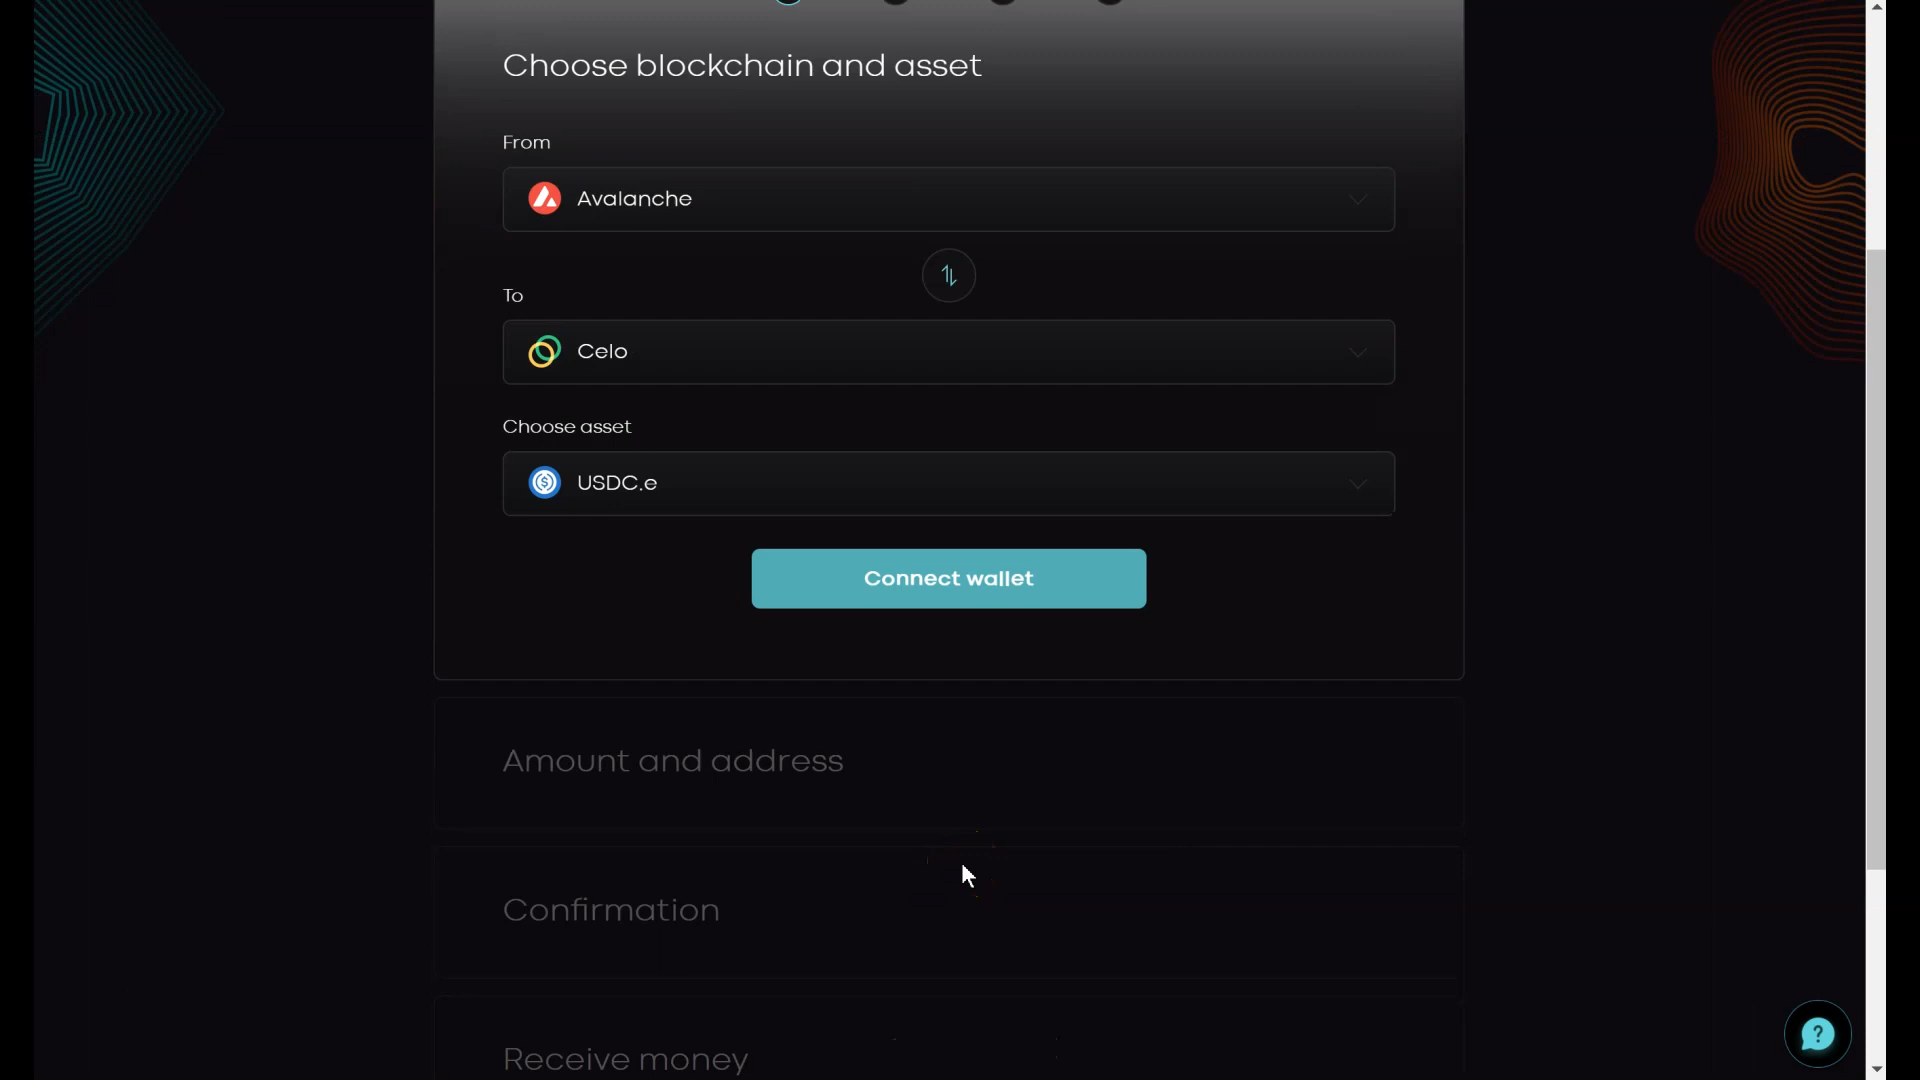 Choose blockchain and asset
From
Avalanche
To
Celo
Choose asset
USDC.e
Connect wallet
Amount and address
Confirmation
Receive money
?